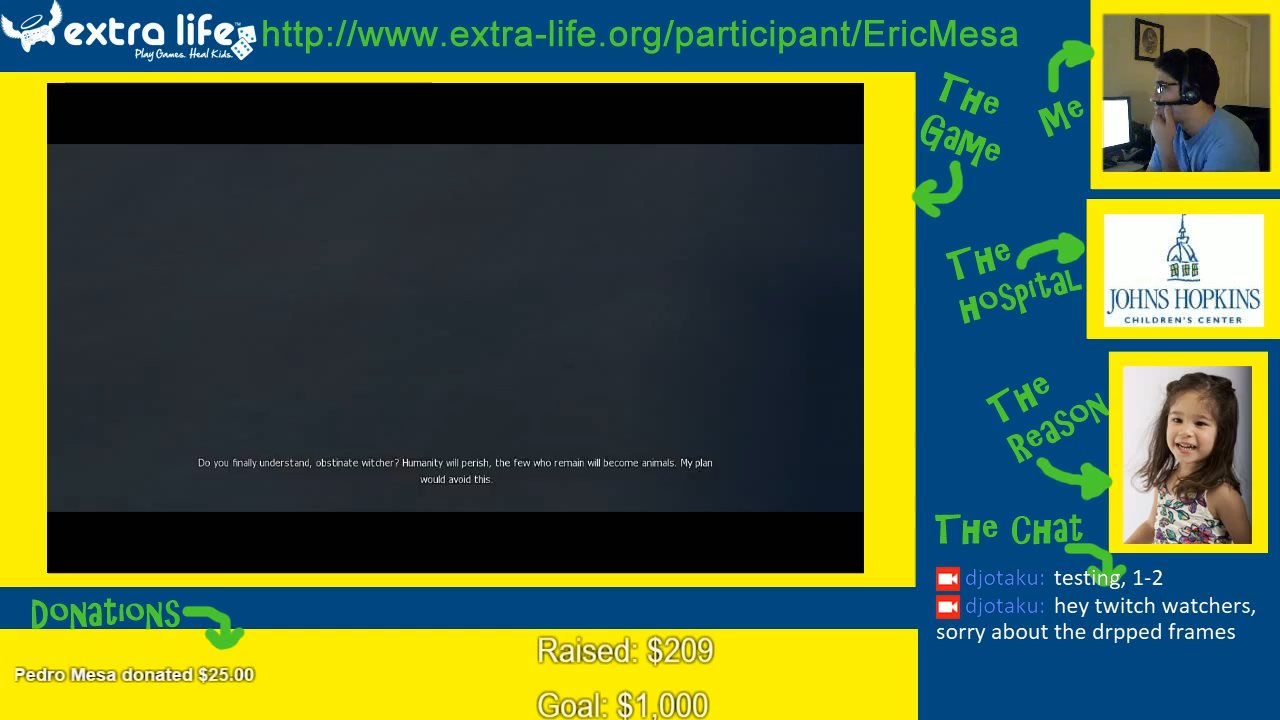 extra life
Play Games. Heal Kids.
http://www.extra-life.org/participant/EricMesa
The
Game
Me
The
Hospital
JOHNS HOPKINS
CHILDREN'S CENTER
The
Reason
Do you finally understand, obstinate witcher? Humanity will perish, the few who remain will become animals. My plan
would avoid this.
The Chat
djotaku: testing, 1-2
djotaku: hey twitch watchers,
sorry about the drpped frames
Donations
Pedro Mesa donated $25.00
Raised: $209
Goal: $1,000